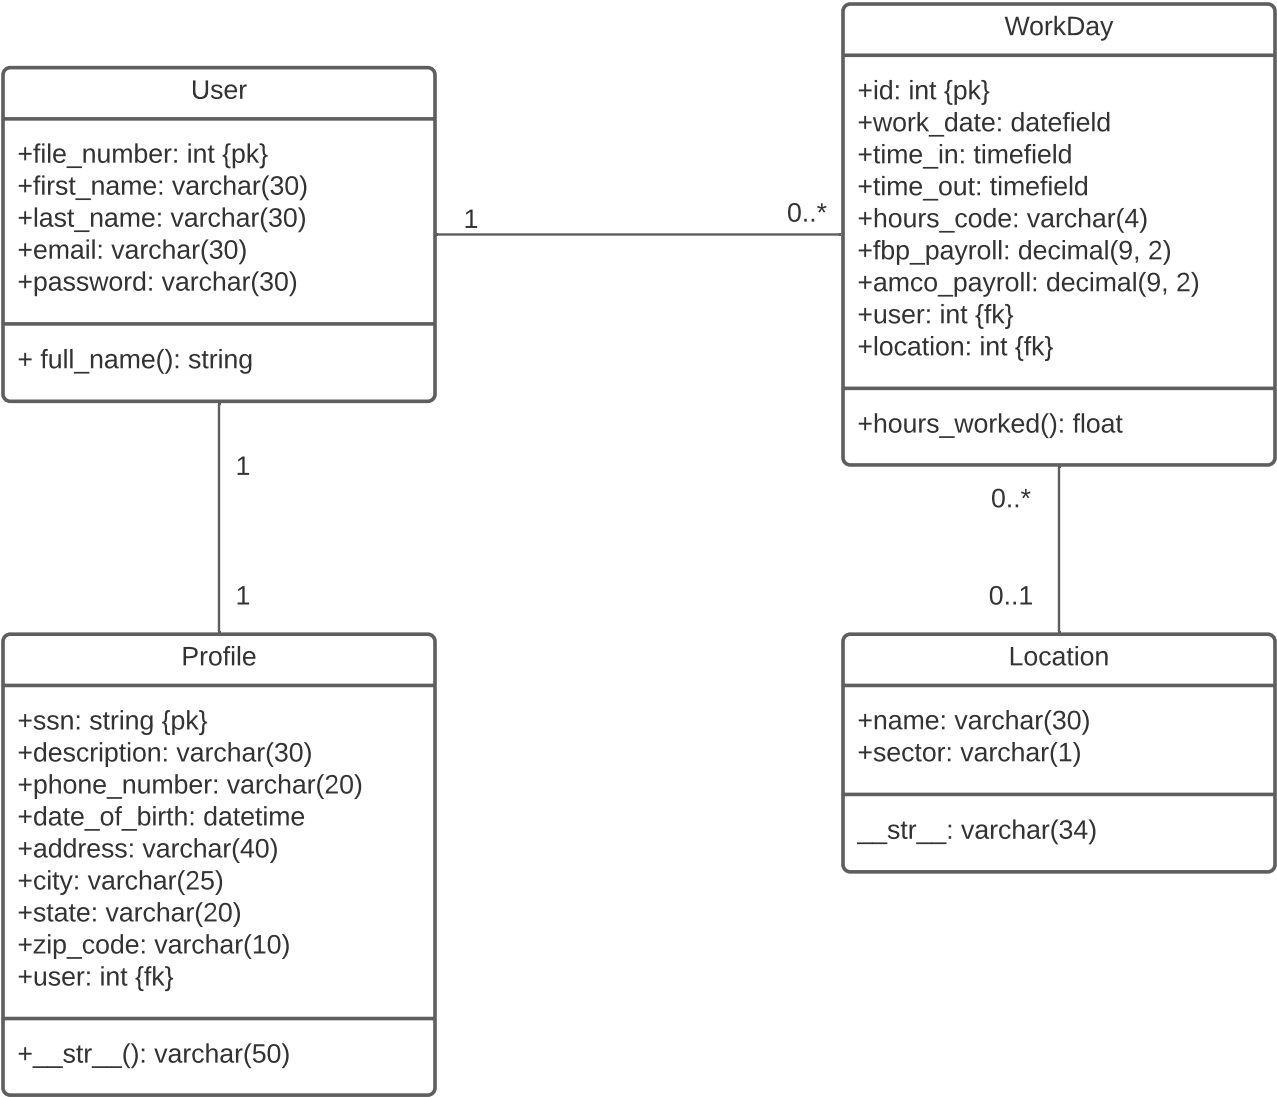 User
+file_number: int {pk}
+first_name: varchar(30)
+last_name: varchar(30)
+email: varchar(30)
+password: varchar(30)
+ full_name(): string
1
0..*
WorkDay
+id: int {pk}
+work_date: datefield
+time_in: timefield
+time_out: timefield
+hours_code: varchar(4)
+fbp_payroll: decimal(9, 2)
+amco_payroll: decimal(9, 2)
+user: int {fk}
+location: int {fk}
+hours_worked(): float
1
1
0..*
0..1
Profile
+ssn: string {pk}
+description: varchar(30)
+phone_number: varchar(20)
+date_of_birth: datetime
+address: varchar(40)
+city: varchar(25)
+state: varchar(20)
+zip_code: varchar(10)
+user: int {fk}
+__str__(): varchar(50)
Location
+name: varchar(30)
+sector: varchar(1)
__str__: varchar(34)